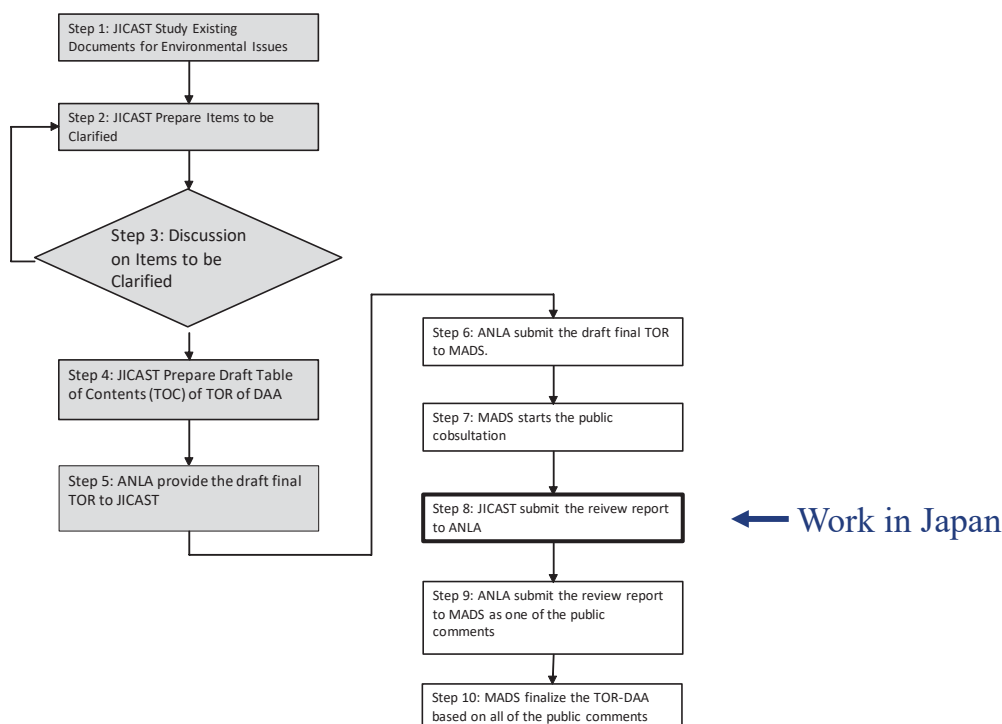 Step 1: JICAST Study Existing
Documents for Environmental Issues
Step 2: JICAST Prepare Items to be
Clarified
Step 3: Discussion
on Items to be
Clarified
Step 4: JICAST Prepare Draft Table
of Contents (TOC) of TOR of DAA
Step 5: ANLA provide the draft final
TOR to JICAST
Step 6: ANLA submit the draft final TOR
to MADS.
Step 7: MADS starts the public
cobsultation
Step 8: JICAST submit the reivew report
to ANLA
Work in Japan
Step 9: ANLA submit the review report
to MADS as one of the public
comments
Step 10: MADS finalize the TOR-DAA
based on all of the public comments